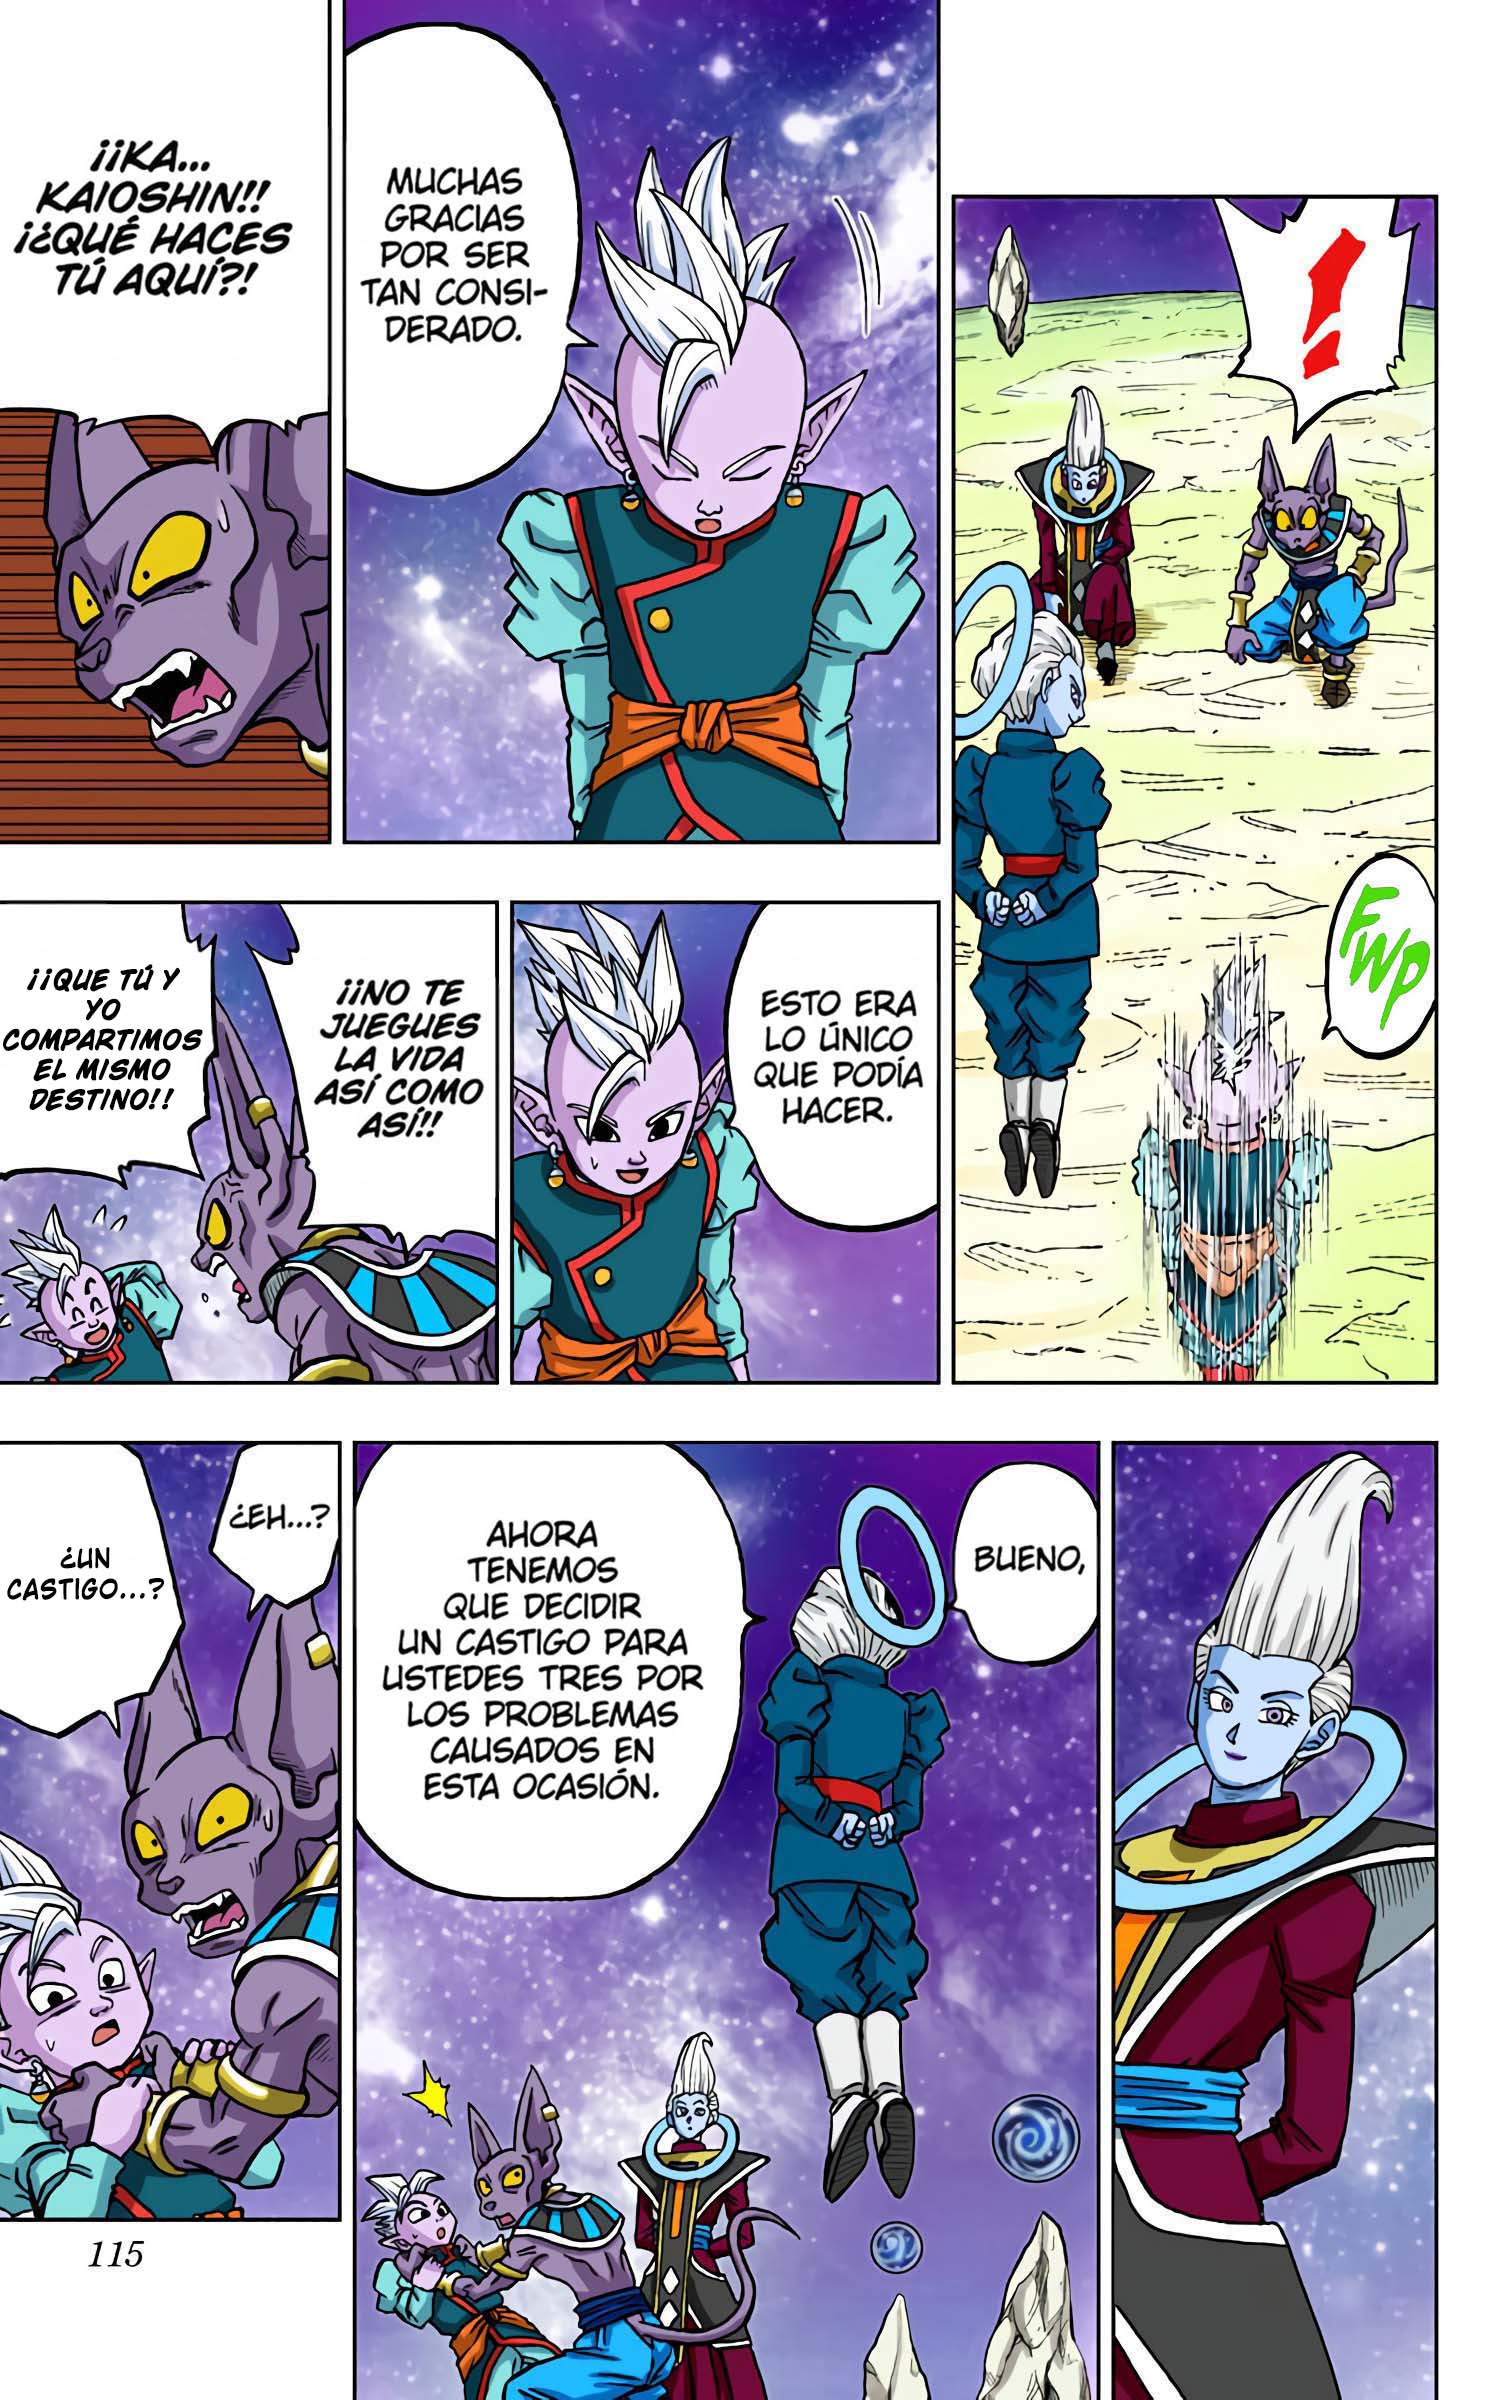 !
FWP
MUCHAS
GRACIAS
POR SER
TAN CONSI-
DERADO.
¡¡KA...
KAIOSHIN!!
¡¿QUÉ HACES
TÚ AQUÍ?!
ESTO ERA
LO ÚNICO
QUE PODÍA
HACER.
¡¡NO TE
JUEGUES
LA VIDA
ASÍ COMO
ASÍ!!
¡¡QUE TÚ Y
YO
COMPARTIMOS
EL MISMO
DESTINO!!
BUENO,
AHORA
TENEMOS
QUE DECIDIR
UN CASTIGO PARA
USTEDES TRES POR
LOS PROBLEMAS
CAUSADOS EN
ESTA OCASIÓN.
¿EH...?
¿UN
CASTIGO...?
115